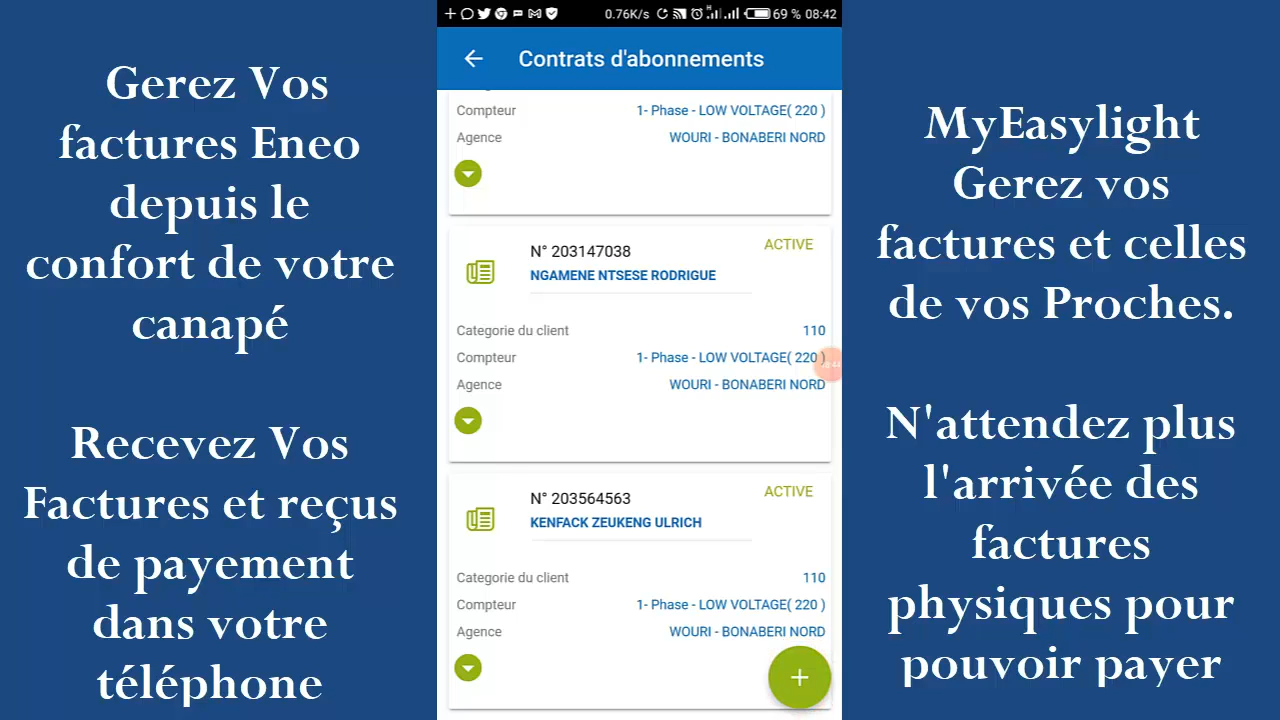 Gerez Vos
factures Eneo
depuis le
confort de votre
canapé
Recevez Vos
Factures et reçus
de payement
dans votre
téléphone
0.76K/s H 69 % 08:42
Contrats d'abonnements
Compteur 1- Phase - LOW VOLTAGE( 220 )
Agence WOURI - BONABERI NORD
N° 203147038 ACTIVE
NGAMENE NTSESE RODRIGUE
Categorie du client 110
Compteur 1- Phase - LOW VOLTAGE( 220 )
Agence WOURI - BONABERI NORD
N° 203564563 ACTIVE
KENFACK ZEUKENG ULRICH
Categorie du client 110
Compteur 1- Phase - LOW VOLTAGE( 220 )
Agence WOURI - BONABERI NORD
MyEasylight
Gerez vos
factures et celles
de vos Proches.
N'attendez plus
l'arrivée des
factures
physiques pour
pouvoir payer